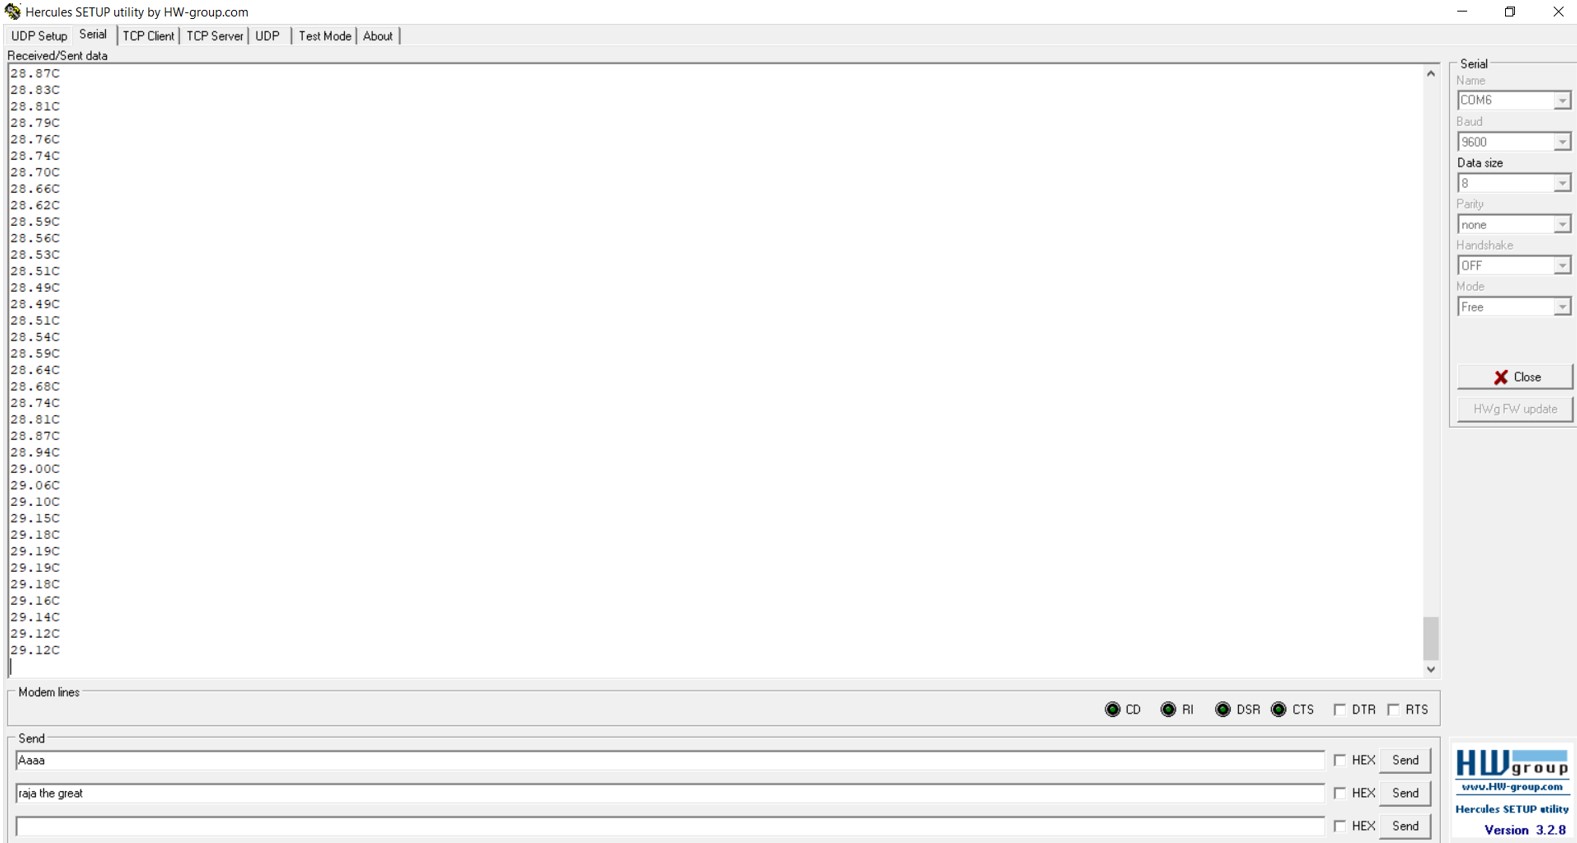 Hercules SETUP utility by HW-group.com
UDP Setup Serial TCP Client TCP Server UDP Test Mode About
Received/Sent data
28.87C
28.83C
28.81C
28.79C
28.76C
28.74C
28.70C
28.66C
28.62C
28.59C
28.56C
28.53C
28.51C
28.49C
28.49C
28.51C
28.54C
28.59C
28.64C
28.68C
28.74C
28.81C
28.87C
28.94C
29.00C
29.06C
29.10C
29.15C
29.18C
29.19C
29.19C
29.18C
29.16C
29.14C
29.12C
29.12C
Serial
Name
COM6
Baud
9600
Data size
8
Parity
none
Handshake
OFF
Mode
Free
Close
HWg FW update
Modem lines
CD RI DSR CTS DTR RTS
Send
Aaaa HEX Send
raja the great HEX Send
HEX Send
HW group
www.HW-group.com
Hercules SETUP utility
Version 3.2.8